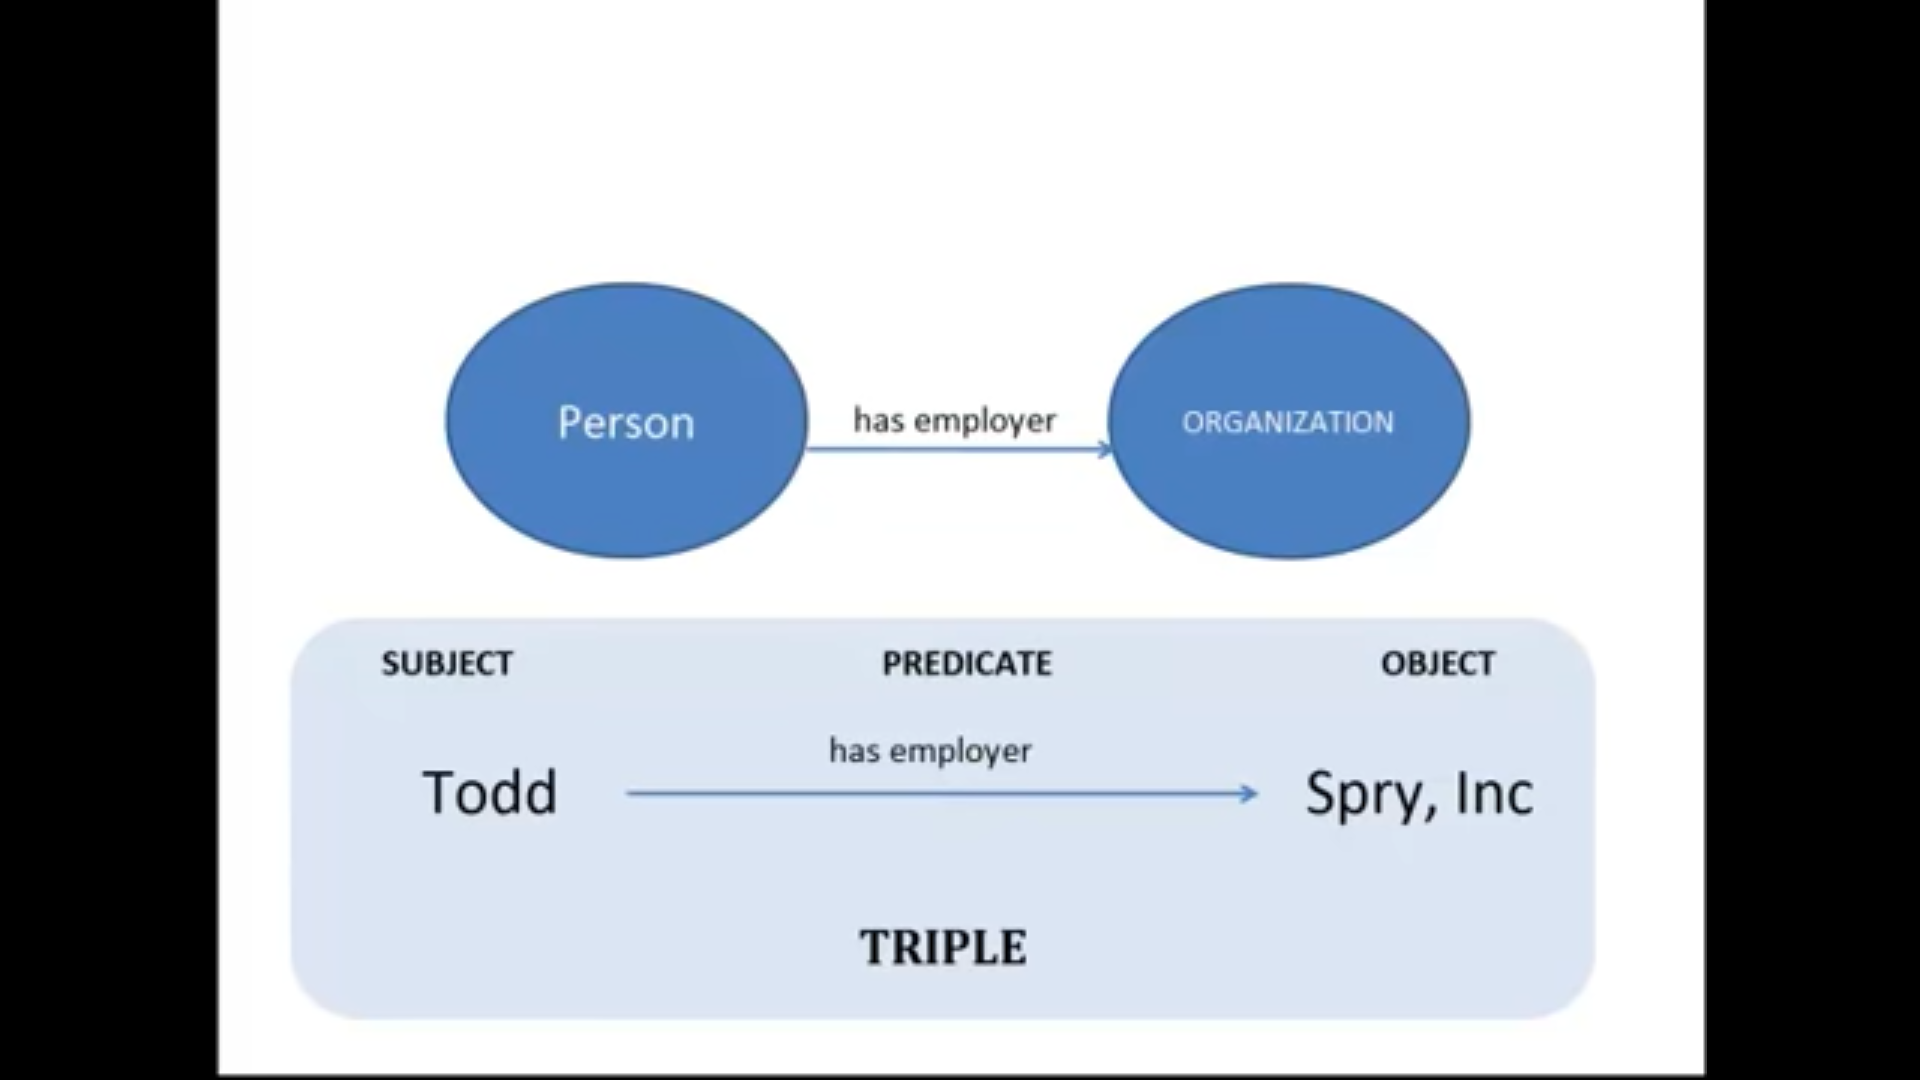 Person
has employer
ORGANIZATION
SUBJECT
PREDICATE
OBJECT
has employer
Todd
Spry, Inc
TRIPLE